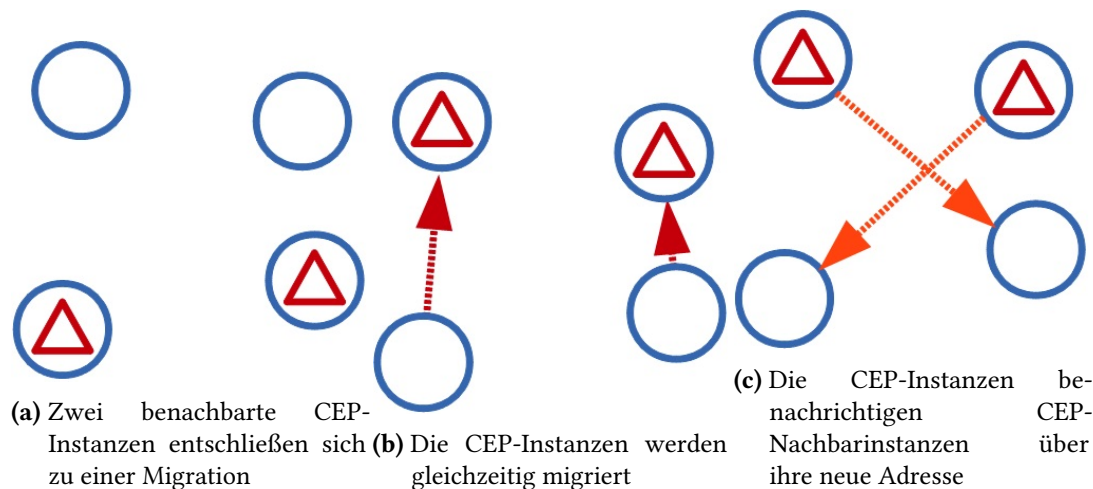 (a) Zwei benachbarte CEP-
Instanzen entschließen sich
zu einer Migration
(b) Die CEP-Instanzen werden
gleichzeitig migriert
(c) Die CEP-Instanzen be-
nachrichtigen CEP-
Nachbarinstanzen über
ihre neue Adresse